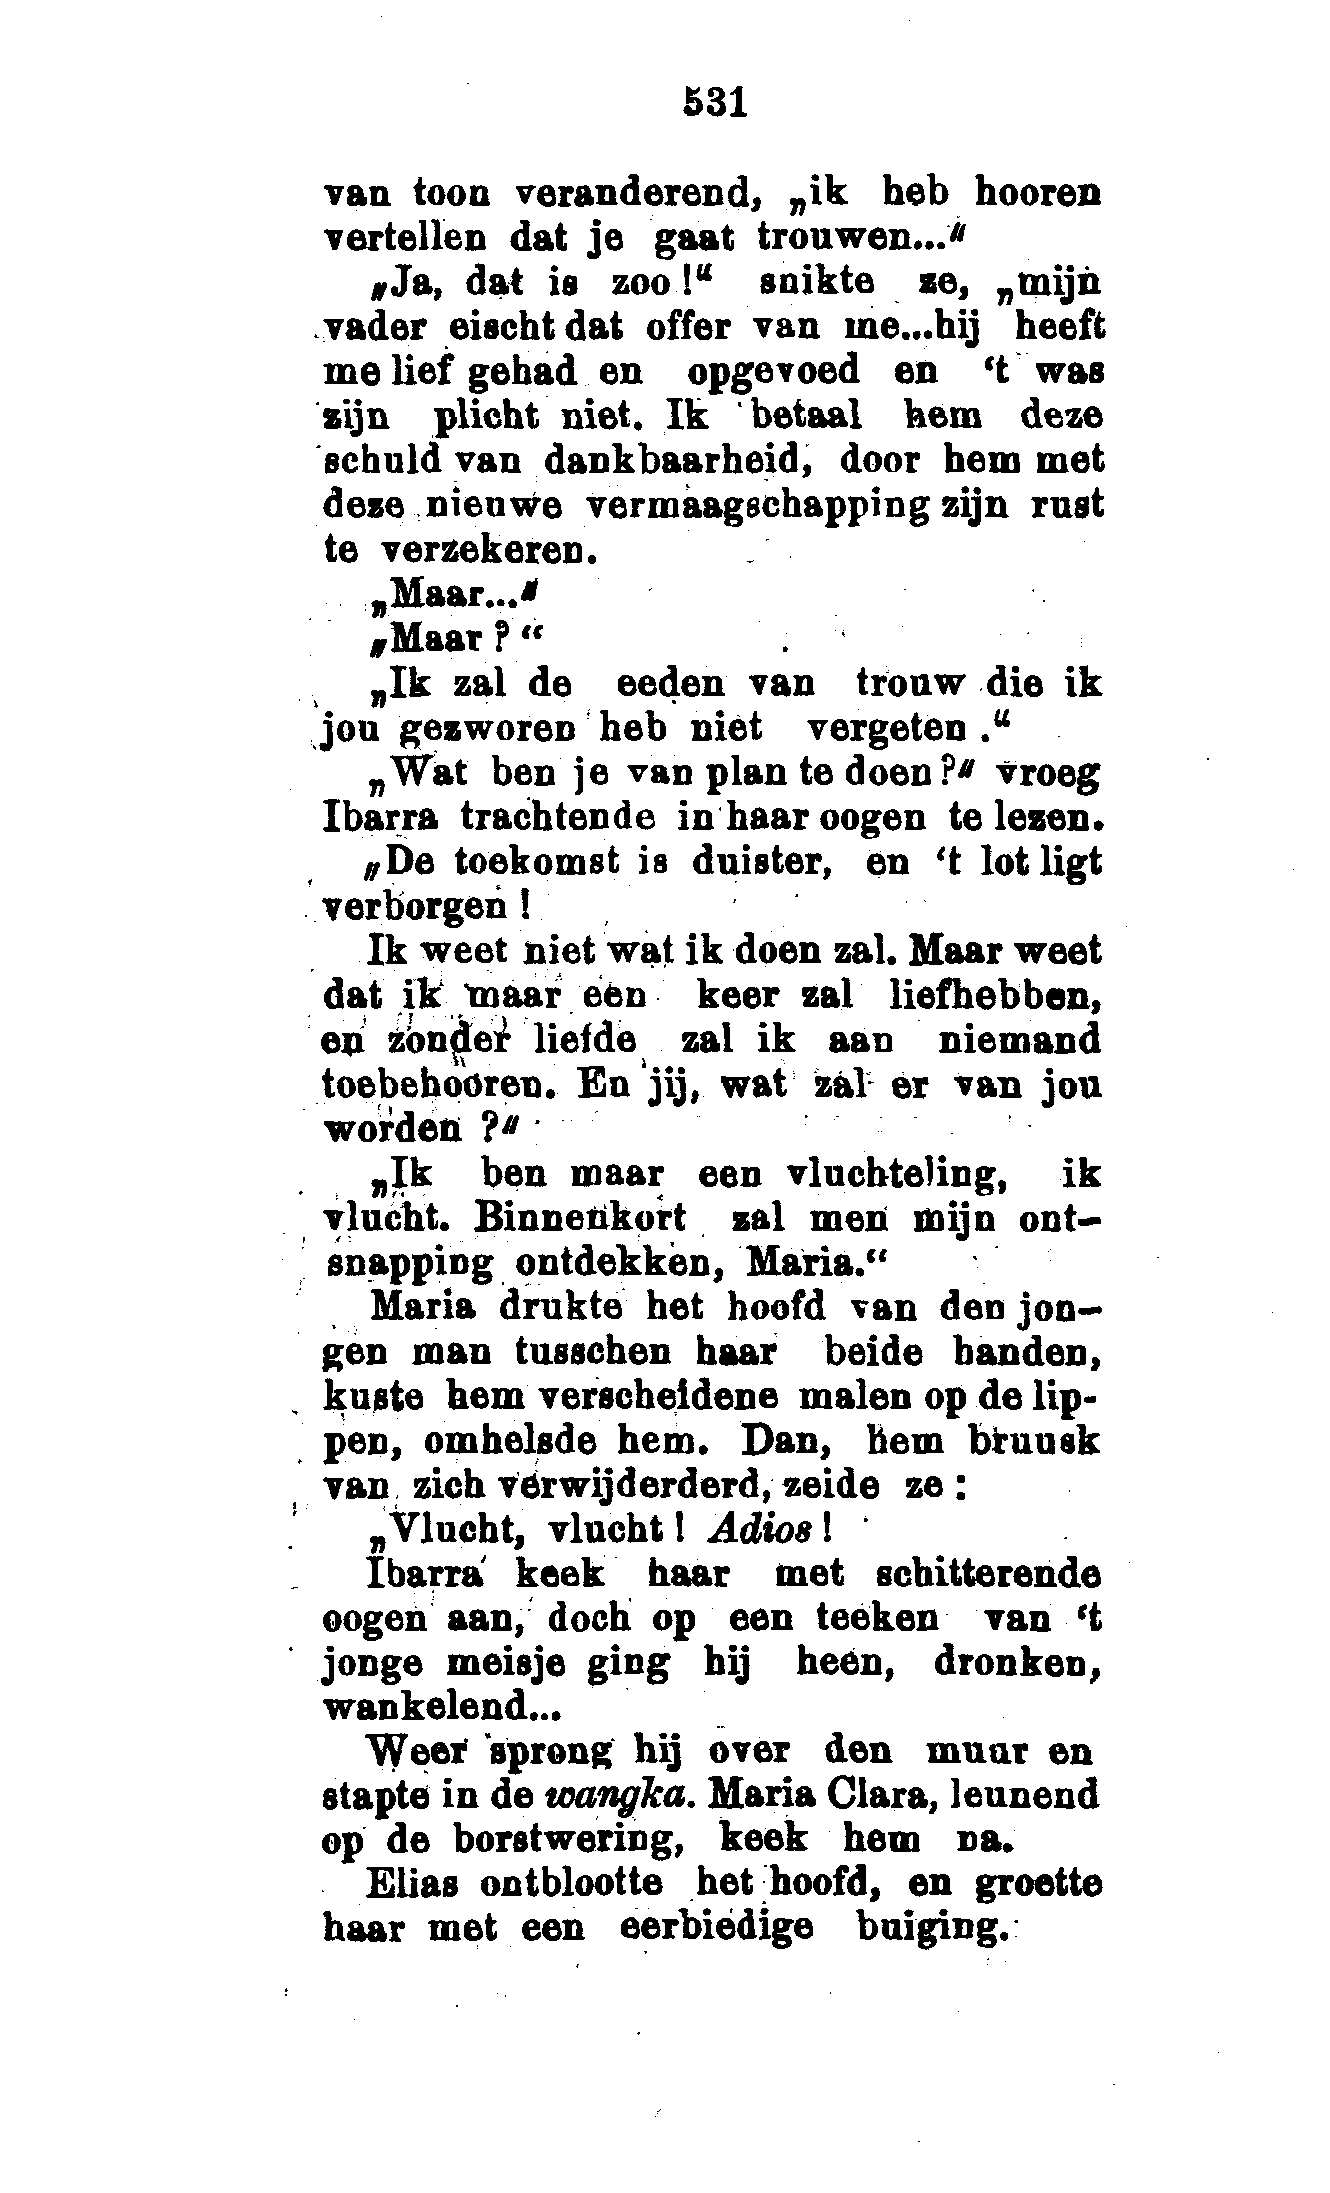 531
van toon veranderend, „ik heb hooren
vertellen dat je gaat trouwen...“
„Ja, dat is zoo!“ snikte ze, „mijn
vader eischt dat offer van me...hij heeft
me lief gehad en opgevoed en ‘t was
zijn plicht niet. Ik betaal hem deze
schuld van dankbaarheid, door hem met
deze nieuwe vermaagschapping zijn rust
te verzekeren.
„Maar...“
„Maar ? “
„Ik zal de eeden van trouw die ik
jou gezworen heb niet vergeten .“
„Wat ben je van plan te doen?“ vroeg
Ibarra trachtende in haar oogen te lezen.
„De toekomst is duister, en ‘t lot ligt
verborgen !
Ik weet niet wat ik doen zal. Maar weet
dat ik maar een keer zal liefhebben,
en zonder liefde zal ik aan niemand
toebehooren. En jij, wat zal er van jou
worden ?“
„Ik ben maar een vluchteling, ik
vlucht. Binnenkort zal men mijn ont-
snapping ontdekken, Maria.“
Maria drukte het hoofd van den jon-
gen man tusschen haar beide handen,
kuste hem verscheidene malen op de lip-
pen, omhelsde hem. Dan, hem bruusk
van zich verwijderderd, zeide ze :
„Vlucht, vlucht ! Adios !
Ibarra keek haar met schitterende
oogen aan, doch op een teeken van ‘t
jonge meisje ging hij heen, dronken,
wankelend...
Weer sprong hij over den muur en
stapte in de wangka. Maria Clara, leunend
op de borstwering, keek hem na.
Elias ontblootte het hoofd, en groette
haar met een eerbiedige buiging.